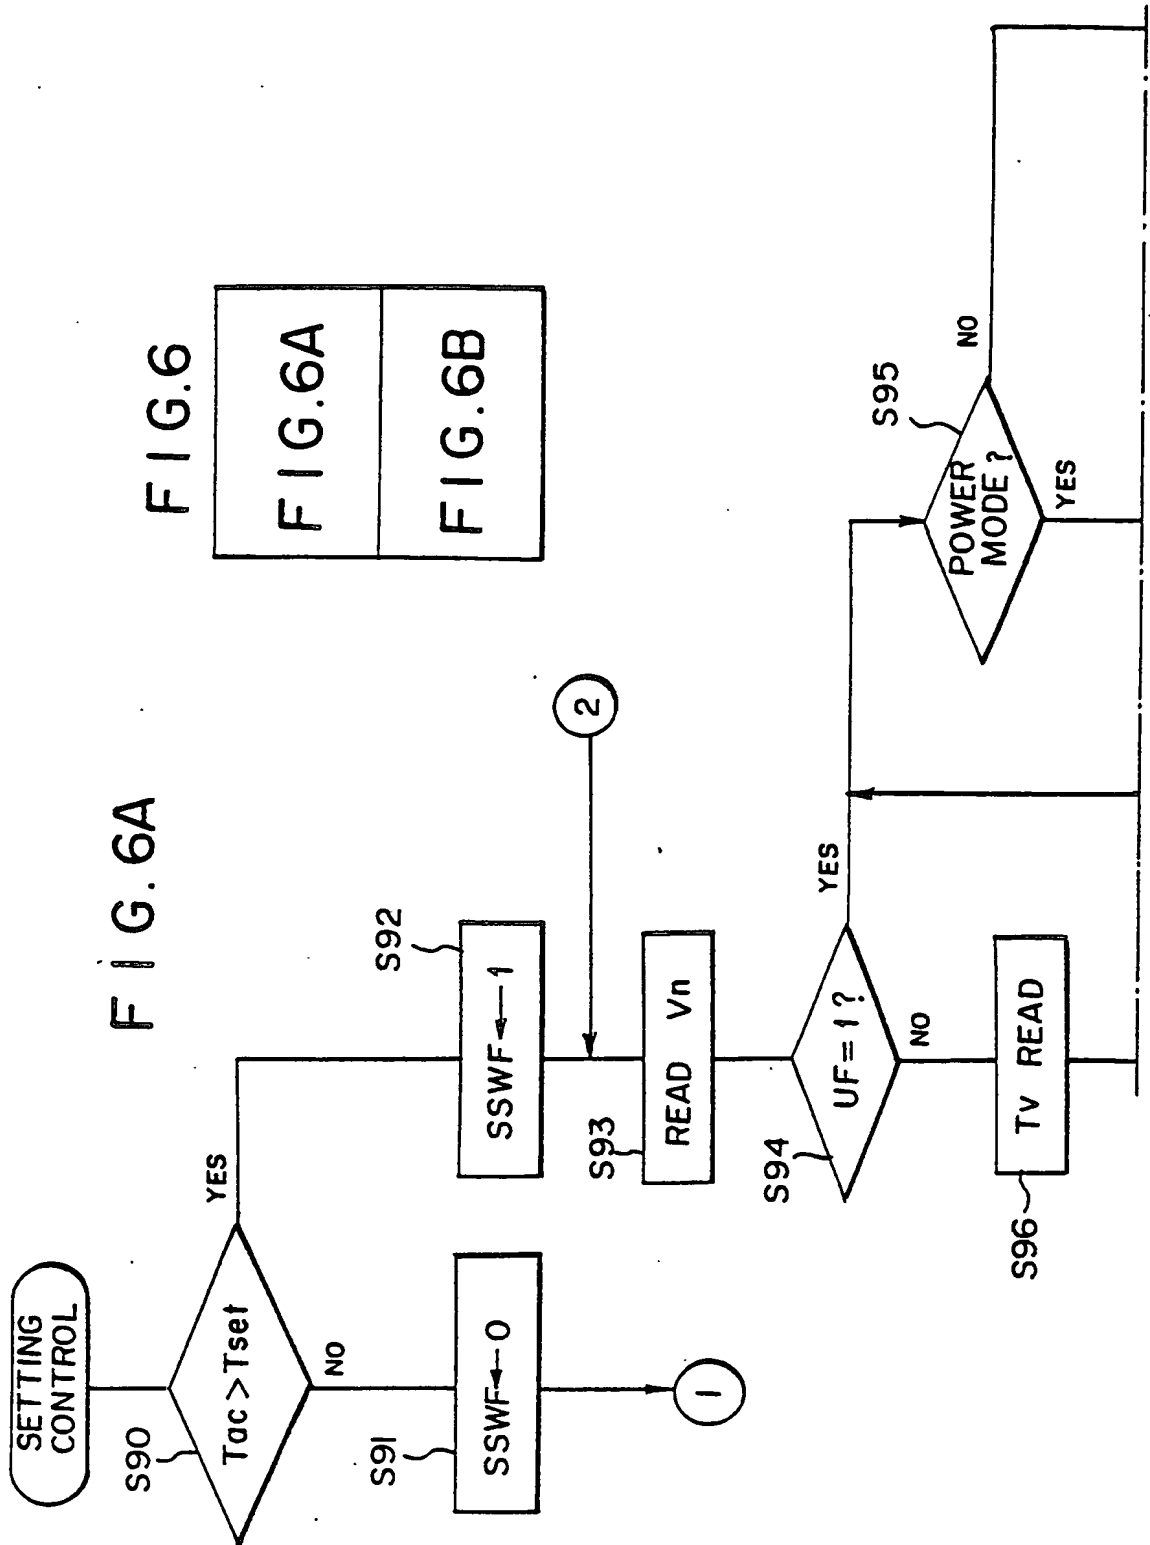 FIG.6A
FIG.6
FIG.6A
FIG.6B
SETTING
CONTROL
S90
Tac>Tset
YES
NO
S91
SSWF←0
1
S92
SSWF←1
2
S93
READ Vn
S94
UF=1?
YES
NO
S96
Tv READ
S95
POWER
MODE?
NO
YES